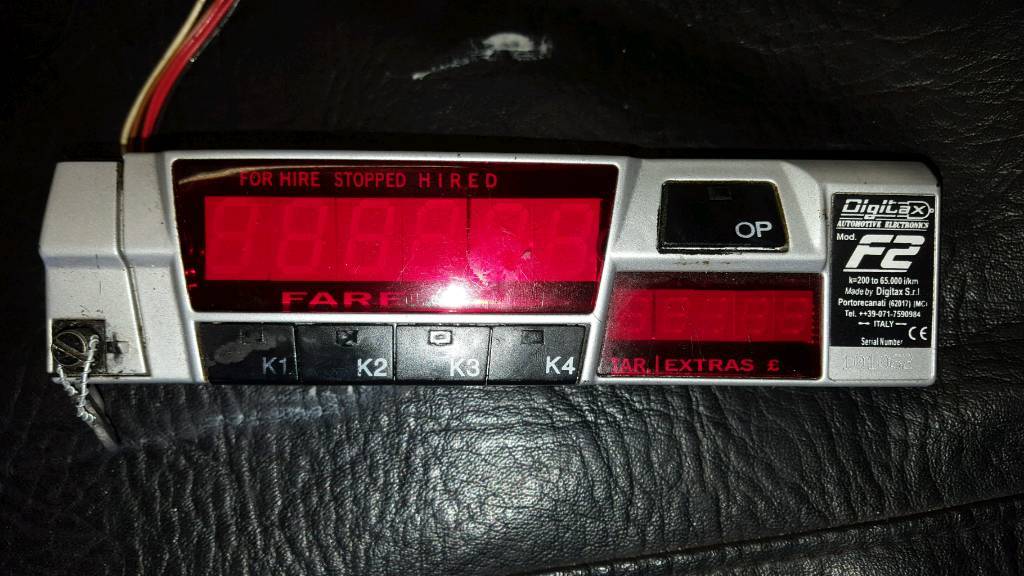 FOR HIRE STOPPED HIRED
FARE
OP
K1 K2 K3 K4
TAR. EXTRAS £
Digitax
AUTOMOTIVE ELECTRONICS
Mod.
F2
k=200 to 65.000 i/km
Made by Digitax S.r.l
Portorecanati (62017) (MC)
Tel. ++39-071-7590984
ITALY
CE
Serial Number